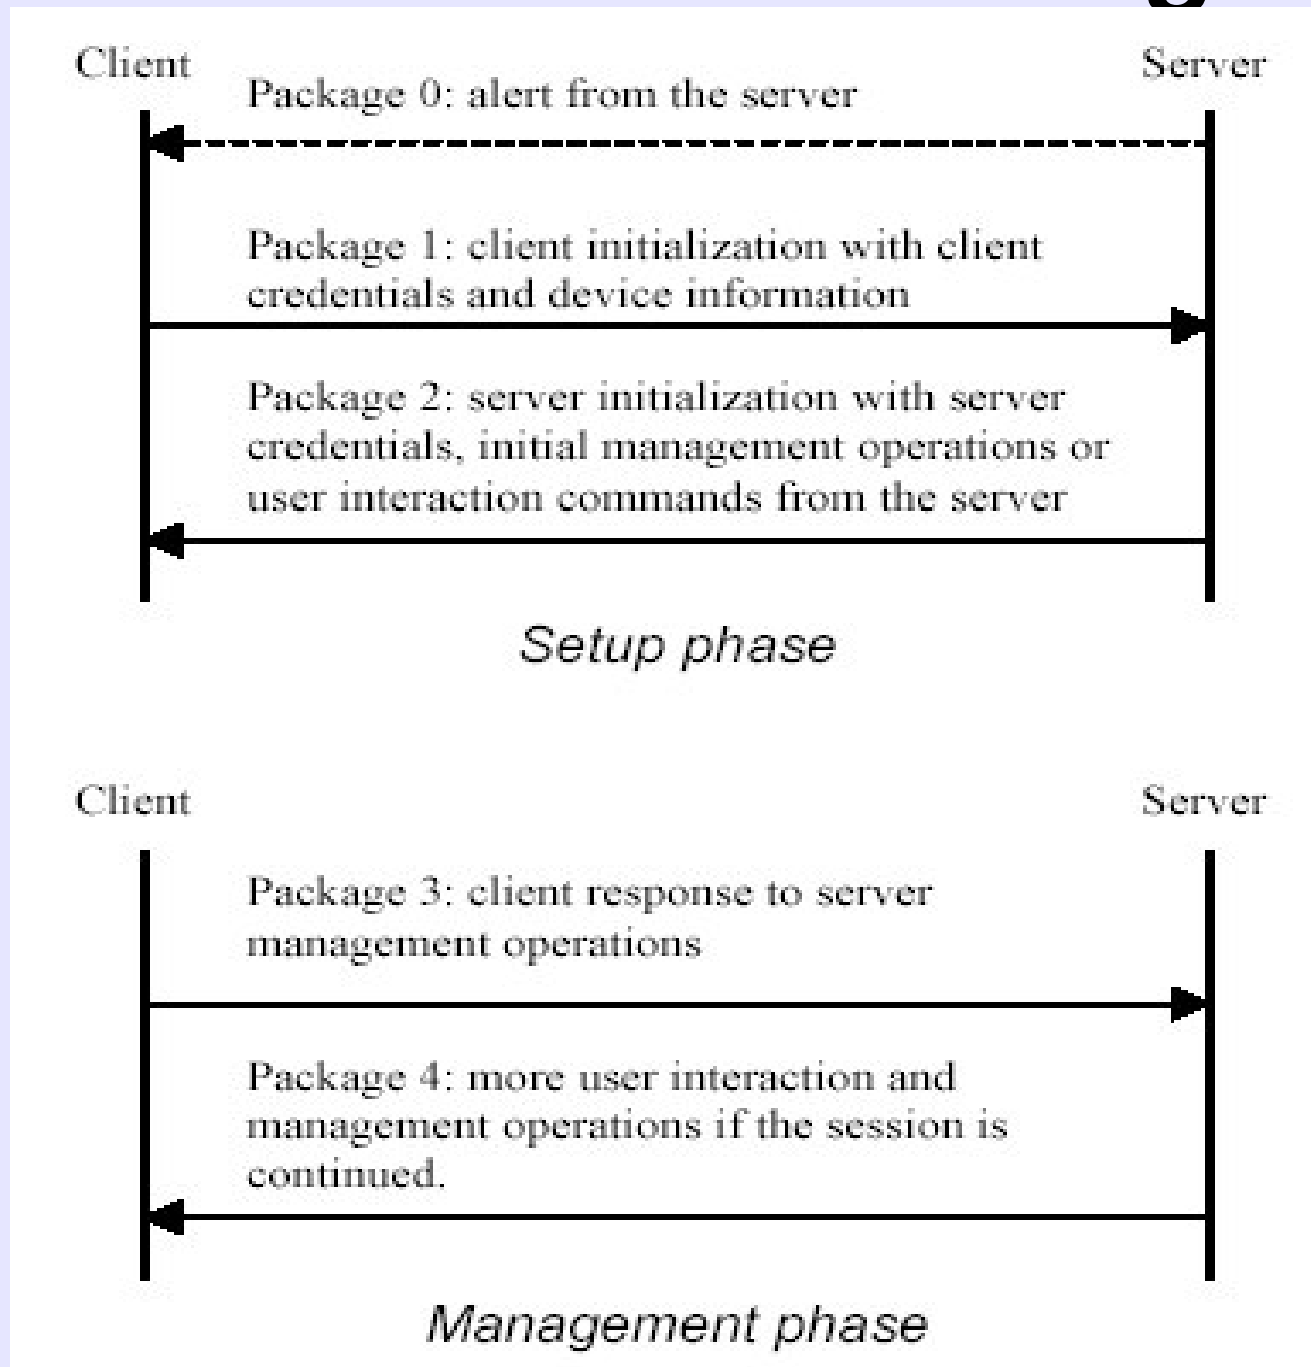 Client
Server
Package 0: alert from the server
Package 1: client initialization with client
credentials and device information
Package 2: server initialization with server
credentials, initial management operations or
user interaction commands from the server
Setup phase
Client
Server
Package 3: client response to server
management operations
Package 4: more user interaction and
management operations if the session is
continued.
Management phase